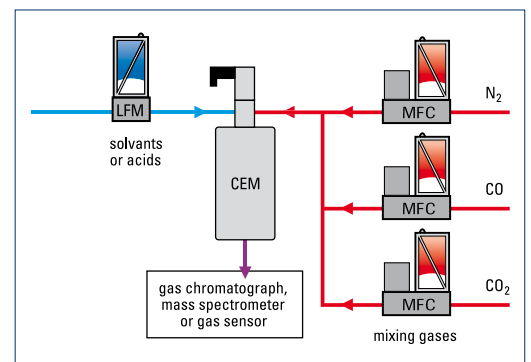 LFM
solvents
or acids
CEM
gas chromatograph,
mass spectrometer
or gas sensor
MFC
N₂
MFC
CO
MFC
CO₂
mixing gases